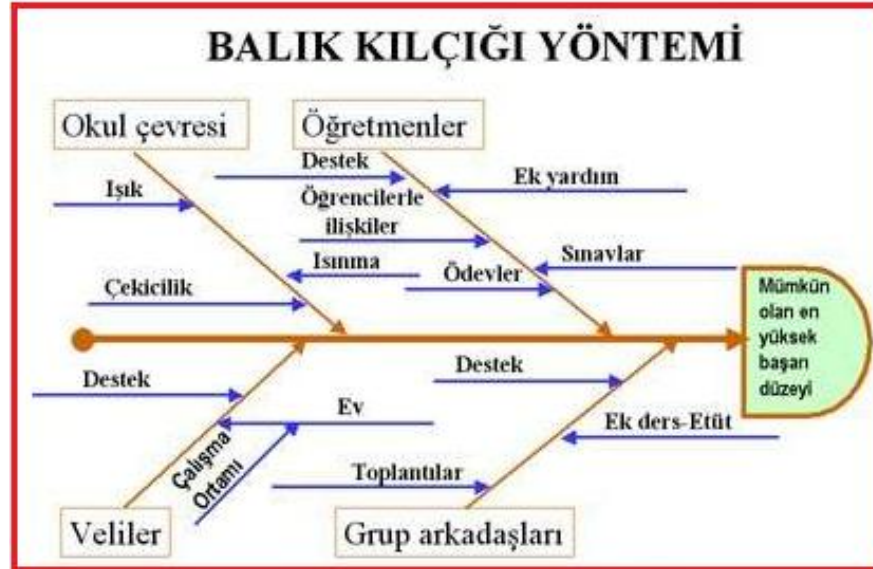 BALIK KILÇIĞI YÖNTEMİ
Okul çevresi
Öğretmenler
Destek
Ek yardım
Işık
Öğrencilerle
ilişkiler
Isınma
Sınavlar
Ödevler
Çekicilik
Mümkün
olan en
yüksek
başarı
düzeyi
Destek
Destek
Ev
Ek ders-Etüt
Çalışma
Ortamı
Toplantılar
Veliler
Grup arkadaşları